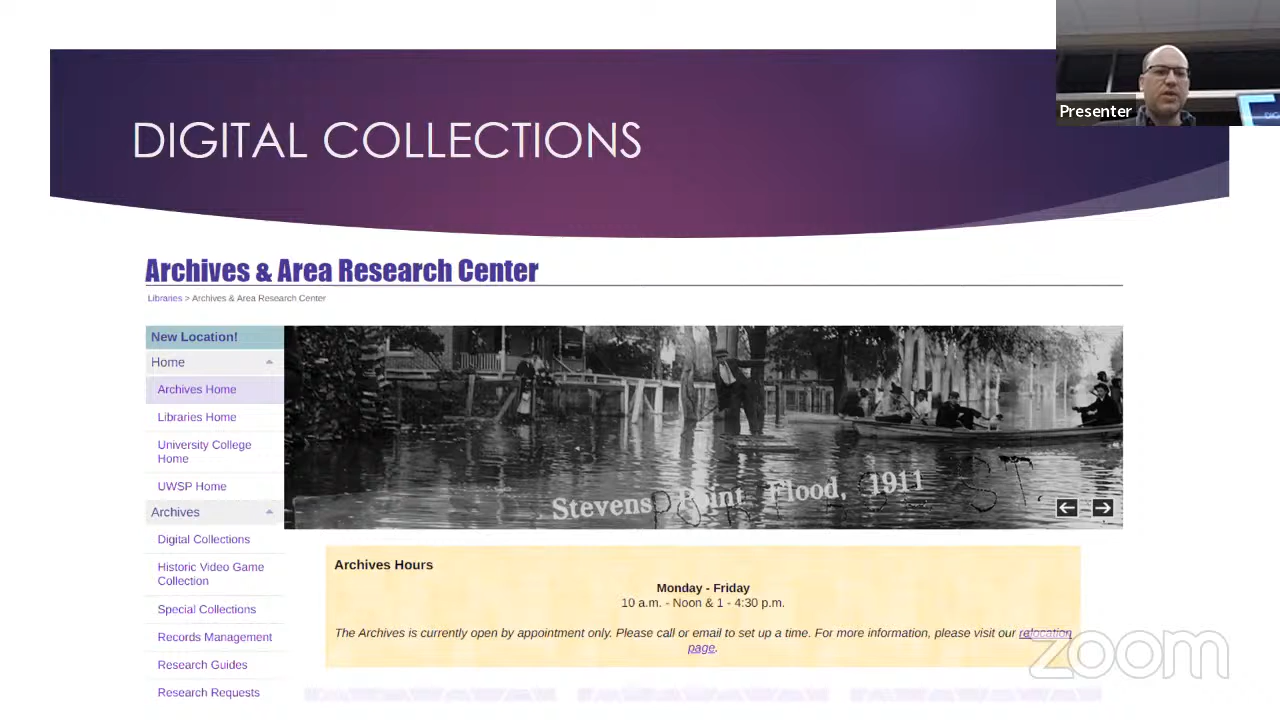 Presenter
DIGITAL COLLECTIONS
Archives & Area Research Center
Libraries > Archives & Area Research Center
New Location!
Home
Archives Home
Libraries Home
University College
Home
UWSP Home
Archives
Digital Collections
Historic Video Game
Collection
Special Collections
Records Management
Research Guides
Research Requests
Stevens Point Flood, 1911
ST.
Archives Hours
Monday - Friday
10 a.m. - Noon & 1 - 4:30 p.m.
The Archives is currently open by appointment only. Please call or email to set up a time. For more information, please visit our relocation
page.
zoom